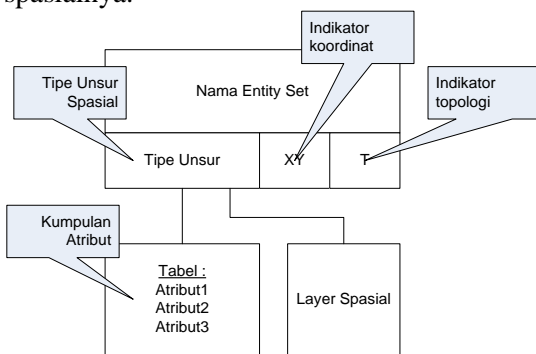 spasialnya.
Indikator
koordinat
Tipe Unsur
Spasial
Nama Entity Set
Indikator
topologi
Tipe Unsur
XY
T
Kumpulan
Atribut
Tabel :
Atribut1
Atribut2
Atribut3
Layer Spasial